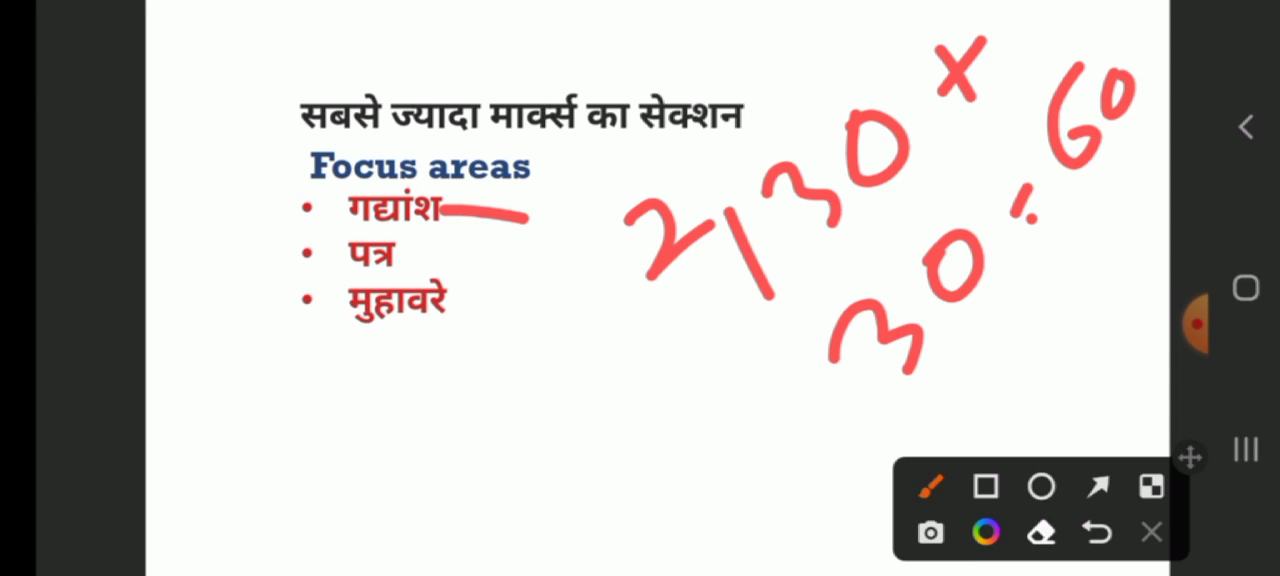 सबसे ज्यादा मार्क्स का सेक्शन
Focus areas
• गद्यांश
• पत्र
• मुहावरे
2130 x 60
30